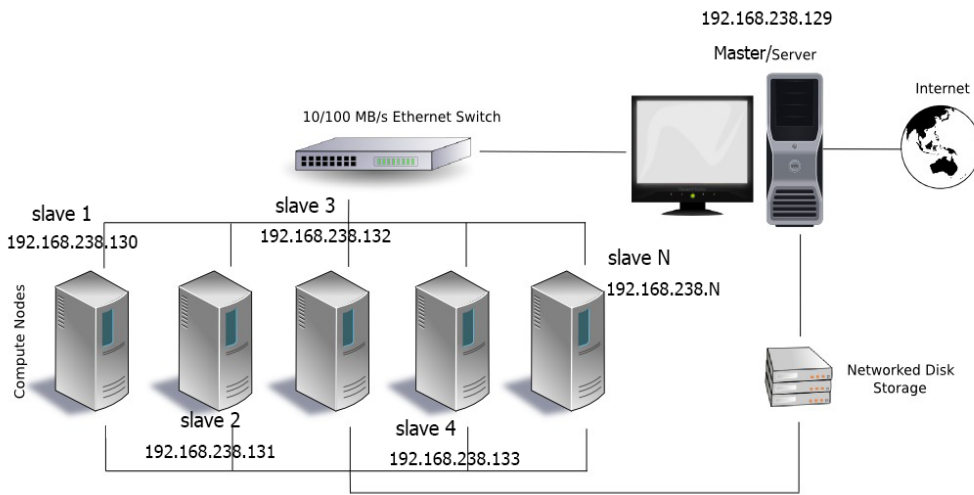 192.168.238.129
Master/Server
Internet
10/100 MB/s Ethernet Switch
slave 1
192.168.238.130
slave 3
192.168.238.132
slave N
192.168.238.N
Compute Nodes
Networked Disk
Storage
slave 2
192.168.238.131
slave 4
192.168.238.133